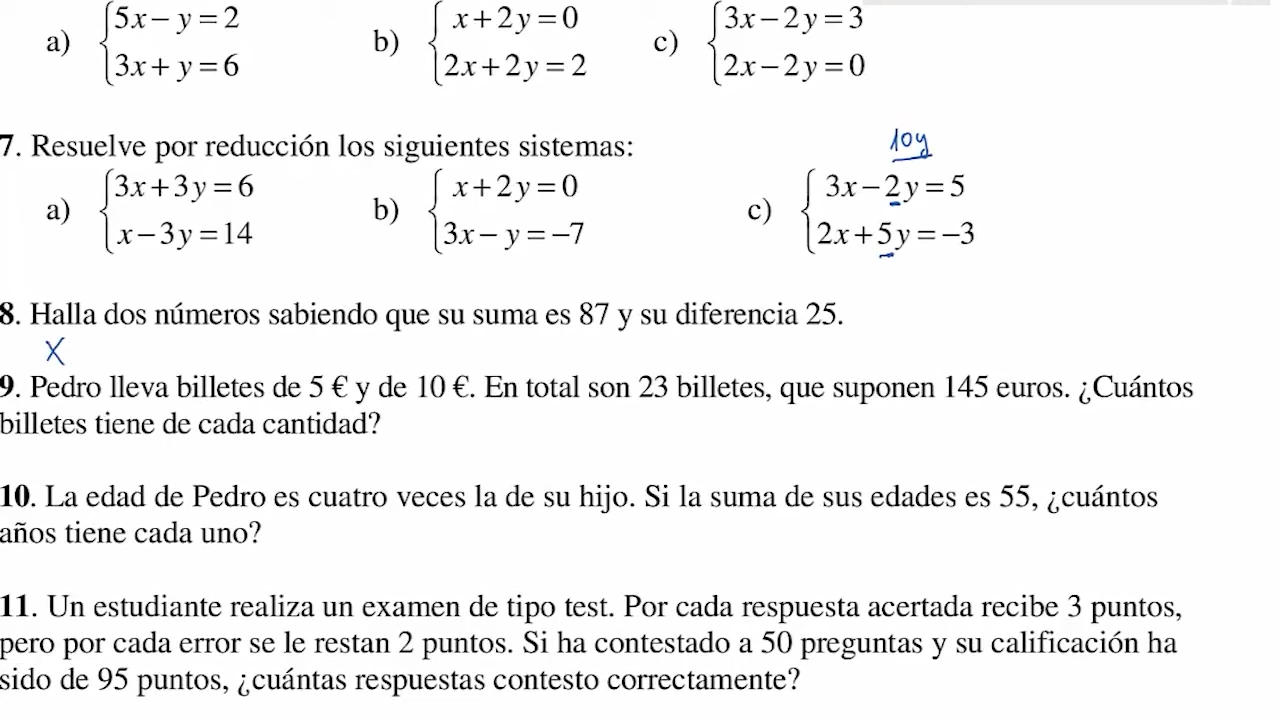 a) {5x − y = 2
3x + y = 6
b) {x + 2y = 0
2x + 2y = 2
c) {3x − 2y = 3
2x − 2y = 0
7. Resuelve por reducción los siguientes sistemas:
10y
a) {3x + 3y = 6
x − 3y = 14
b) {x + 2y = 0
3x − y = −7
c) {3x − 2y = 5
2x + 5y = −3
8. Halla dos números sabiendo que su suma es 87 y su diferencia 25.
X
9. Pedro lleva billetes de 5 € y de 10 €. En total son 23 billetes, que suponen 145 euros. ¿Cuántos
billetes tiene de cada cantidad?
10. La edad de Pedro es cuatro veces la de su hijo. Si la suma de sus edades es 55, ¿cuántos
años tiene cada uno?
11. Un estudiante realiza un examen de tipo test. Por cada respuesta acertada recibe 3 puntos,
pero por cada error se le restan 2 puntos. Si ha contestado a 50 preguntas y su calificación ha
sido de 95 puntos, ¿cuántas respuestas contesto correctamente?